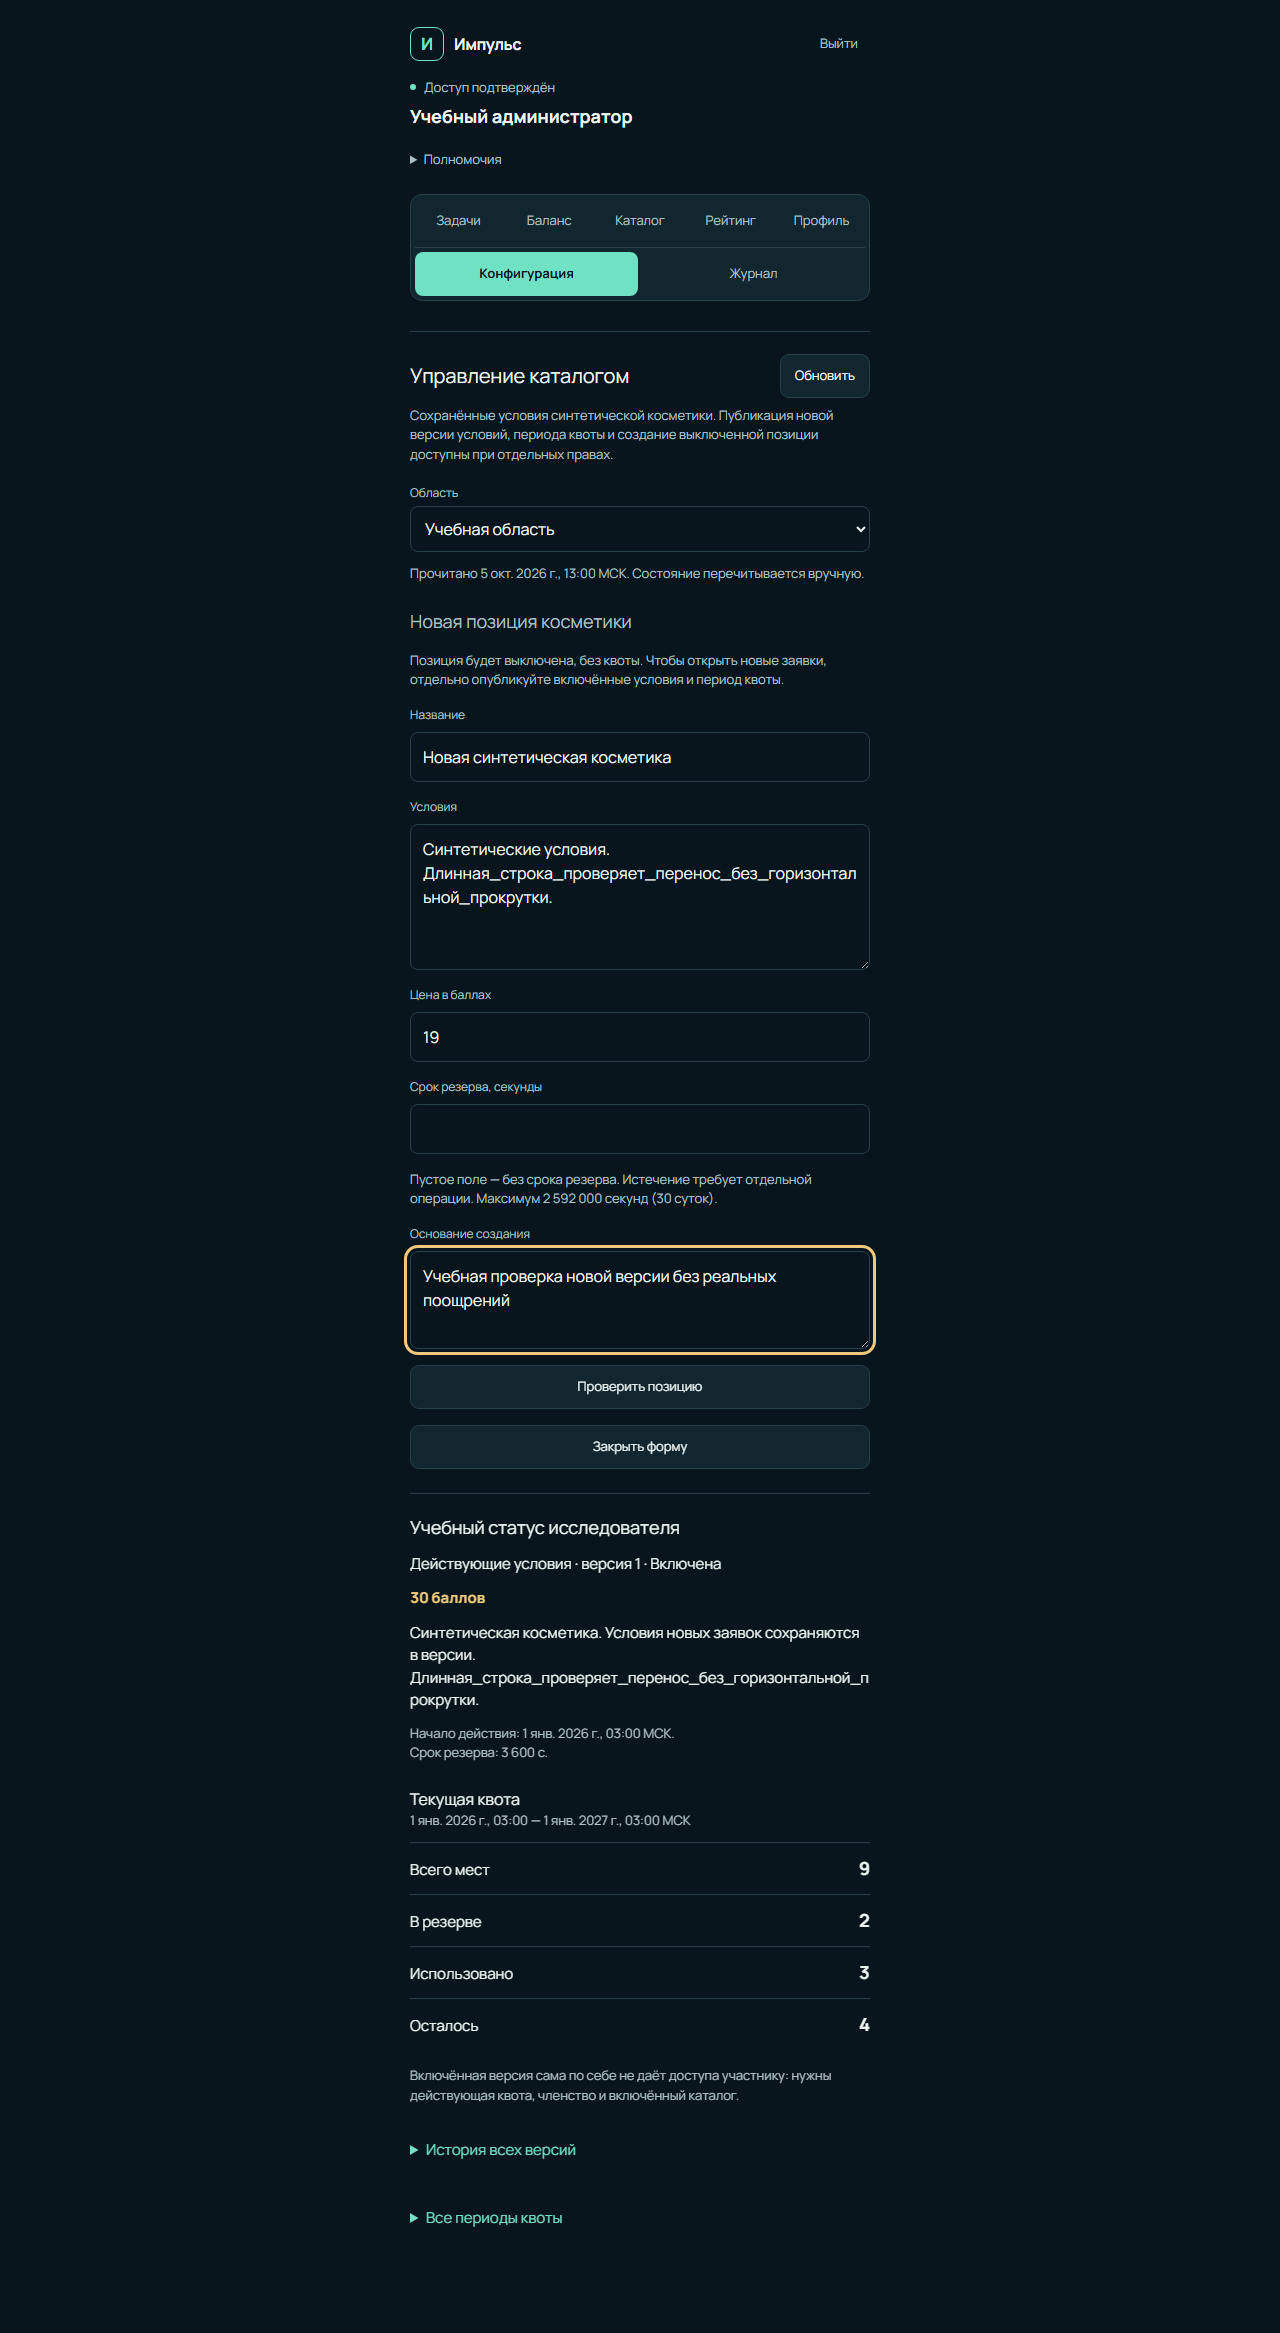 И Импульс
Выйти
Доступ подтверждён
Учебный администратор
Полномочия
Задачи Баланс Каталог Рейтинг Профиль
Конфигурация Журнал
Управление каталогом
Обновить
Сохранённые условия синтетической косметики. Публикация новой
версии условий, периода квоты и создание выключенной позиции
доступны при отдельных правах.
Область
Учебная область
Прочитано 5 окт. 2026 г., 13:00 МСК. Состояние перечитывается вручную.
Новая позиция косметики
Позиция будет выключена, без квоты. Чтобы открыть новые заявки,
отдельно опубликуйте включённые условия и период квоты.
Название
Новая синтетическая косметика
Условия
Синтетические условия.
Длинная_строка_проверяет_перенос_без_горизонтал
ьной_прокрутки.
Цена в баллах
19
Срок резерва, секунды
Пустое поле — без срока резерва. Истечение требует отдельной
операции. Максимум 2 592 000 секунд (30 суток).
Основание создания
Учебная проверка новой версии без реальных
поощрений
Проверить позицию
Закрыть форму
Учебный статус исследователя
Действующие условия · версия 1 · Включена
30 баллов
Синтетическая косметика. Условия новых заявок сохраняются
в версии.
Длинная_строка_проверяет_перенос_без_горизонтальной_п
рокрутки.
Начало действия: 1 янв. 2026 г., 03:00 МСК.
Срок резерва: 3 600 с.
Текущая квота
1 янв. 2026 г., 03:00 — 1 янв. 2027 г., 03:00 МСК
Всего мест 9
В резерве 2
Использовано 3
Осталось 4
Включённая версия сама по себе не даёт доступа участнику: нужны
действующая квота, членство и включённый каталог.
История всех версий
Все периоды квоты